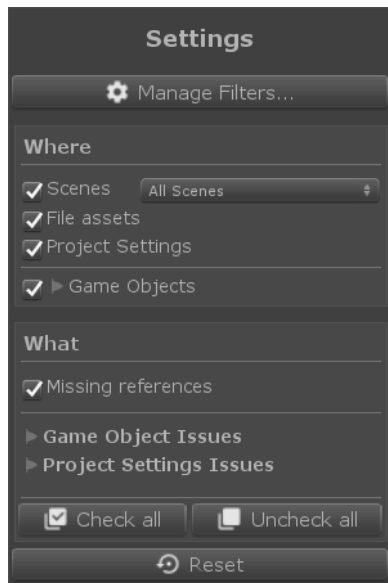 Settings
Manage Filters...
Where
Scenes All Scenes
File assets
Project Settings
Game Objects
What
Missing references
Game Object Issues
Project Settings Issues
Check all Uncheck all
Reset